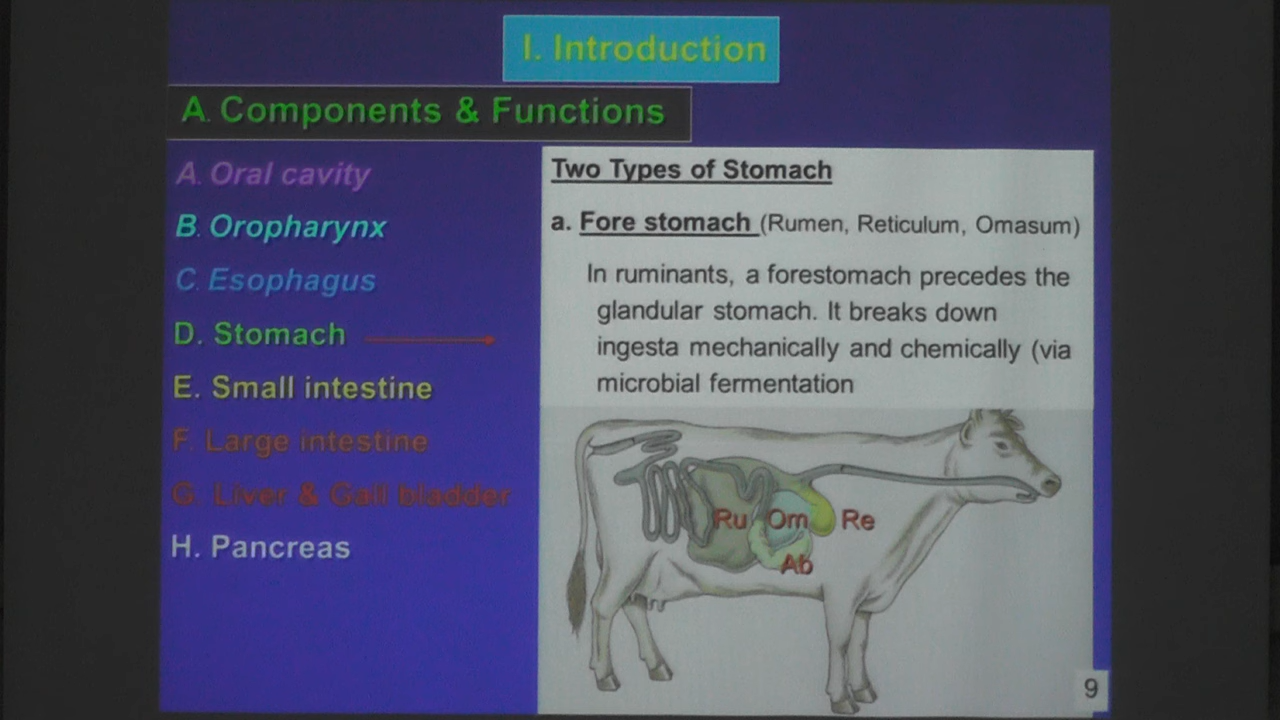 I. Introduction
A. Components & Functions
A. Oral cavity
B. Oropharynx
C. Esophagus
D. Stomach
E. Small intestine
F. Large intestine
G. Liver & Gall bladder
H. Pancreas
Two Types of Stomach
a. Fore stomach (Rumen, Reticulum, Omasum)
In ruminants, a forestomach precedes the
glandular stomach. It breaks down
ingesta mechanically and chemically (via
microbial fermentation
Ru Om Re
Ab
9